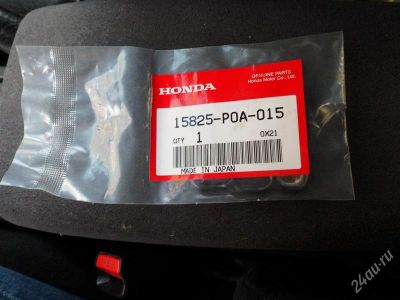 HONDA
GENUINE PARTS
Honda Motor Co., Ltd.
15825-P0A-015
QTY 1 0X21
MADE IN JAPAN
24au.ru